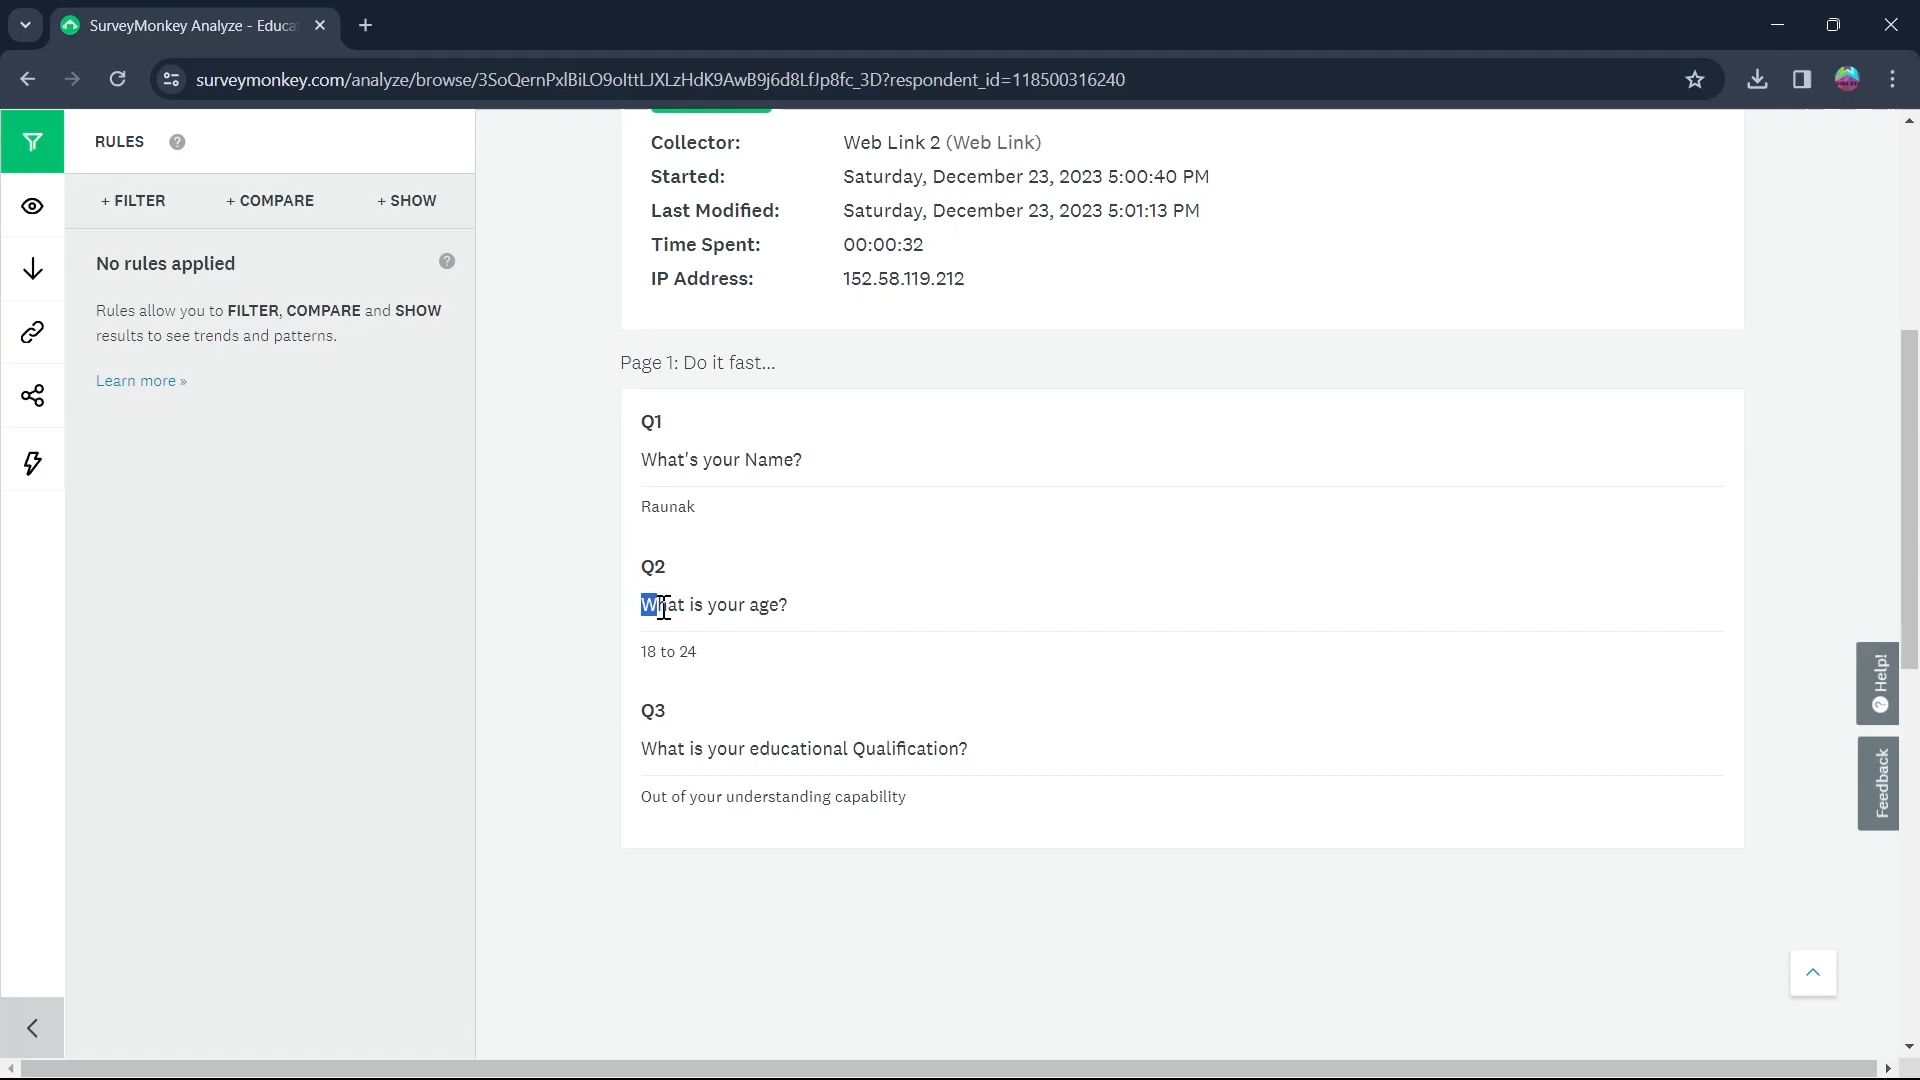 SurveyMonkey Analyze - Educa
surveymonkey.com/analyze/browse/3SoQernPxlBiLO9olttLJXLzHdK9AwB9j6d8LfJp8fc_3D?respondent_id=118500316240
RULES
+ FILTER + COMPARE + SHOW
No rules applied
Rules allow you to FILTER, COMPARE and SHOW
results to see trends and patterns.
Learn more »
Collector: Web Link 2 (Web Link)
Started: Saturday, December 23, 2023 5:00:40 PM
Last Modified: Saturday, December 23, 2023 5:01:13 PM
Time Spent: 00:00:32
IP Address: 152.58.119.212
Page 1: Do it fast...
Q1
What's your Name?
Raunak
Q2
What is your age?
18 to 24
Q3
What is your educational Qualification?
Out of your understanding capability
Help!
Feedback